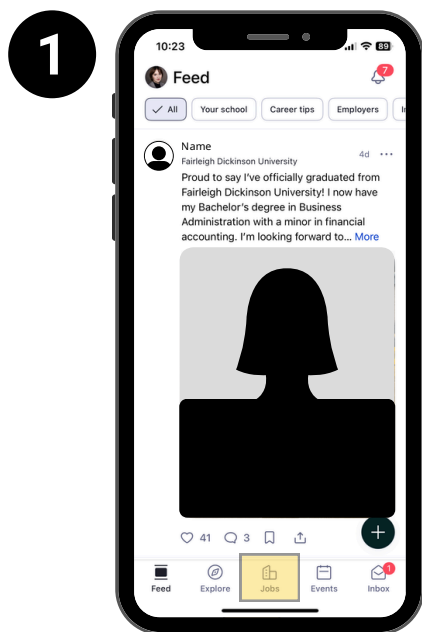 1
10:23
89
Feed
7
All Your school Career tips Employers
Name
4d
Fairleigh Dickinson University
Proud to say I've officially graduated from
Fairleigh Dickinson University! I now have
my Bachelor's degree in Business
Administration with a minor in financial
accounting. I'm looking forward to... More
41 3
1
Feed Explore Jobs Events Inbox